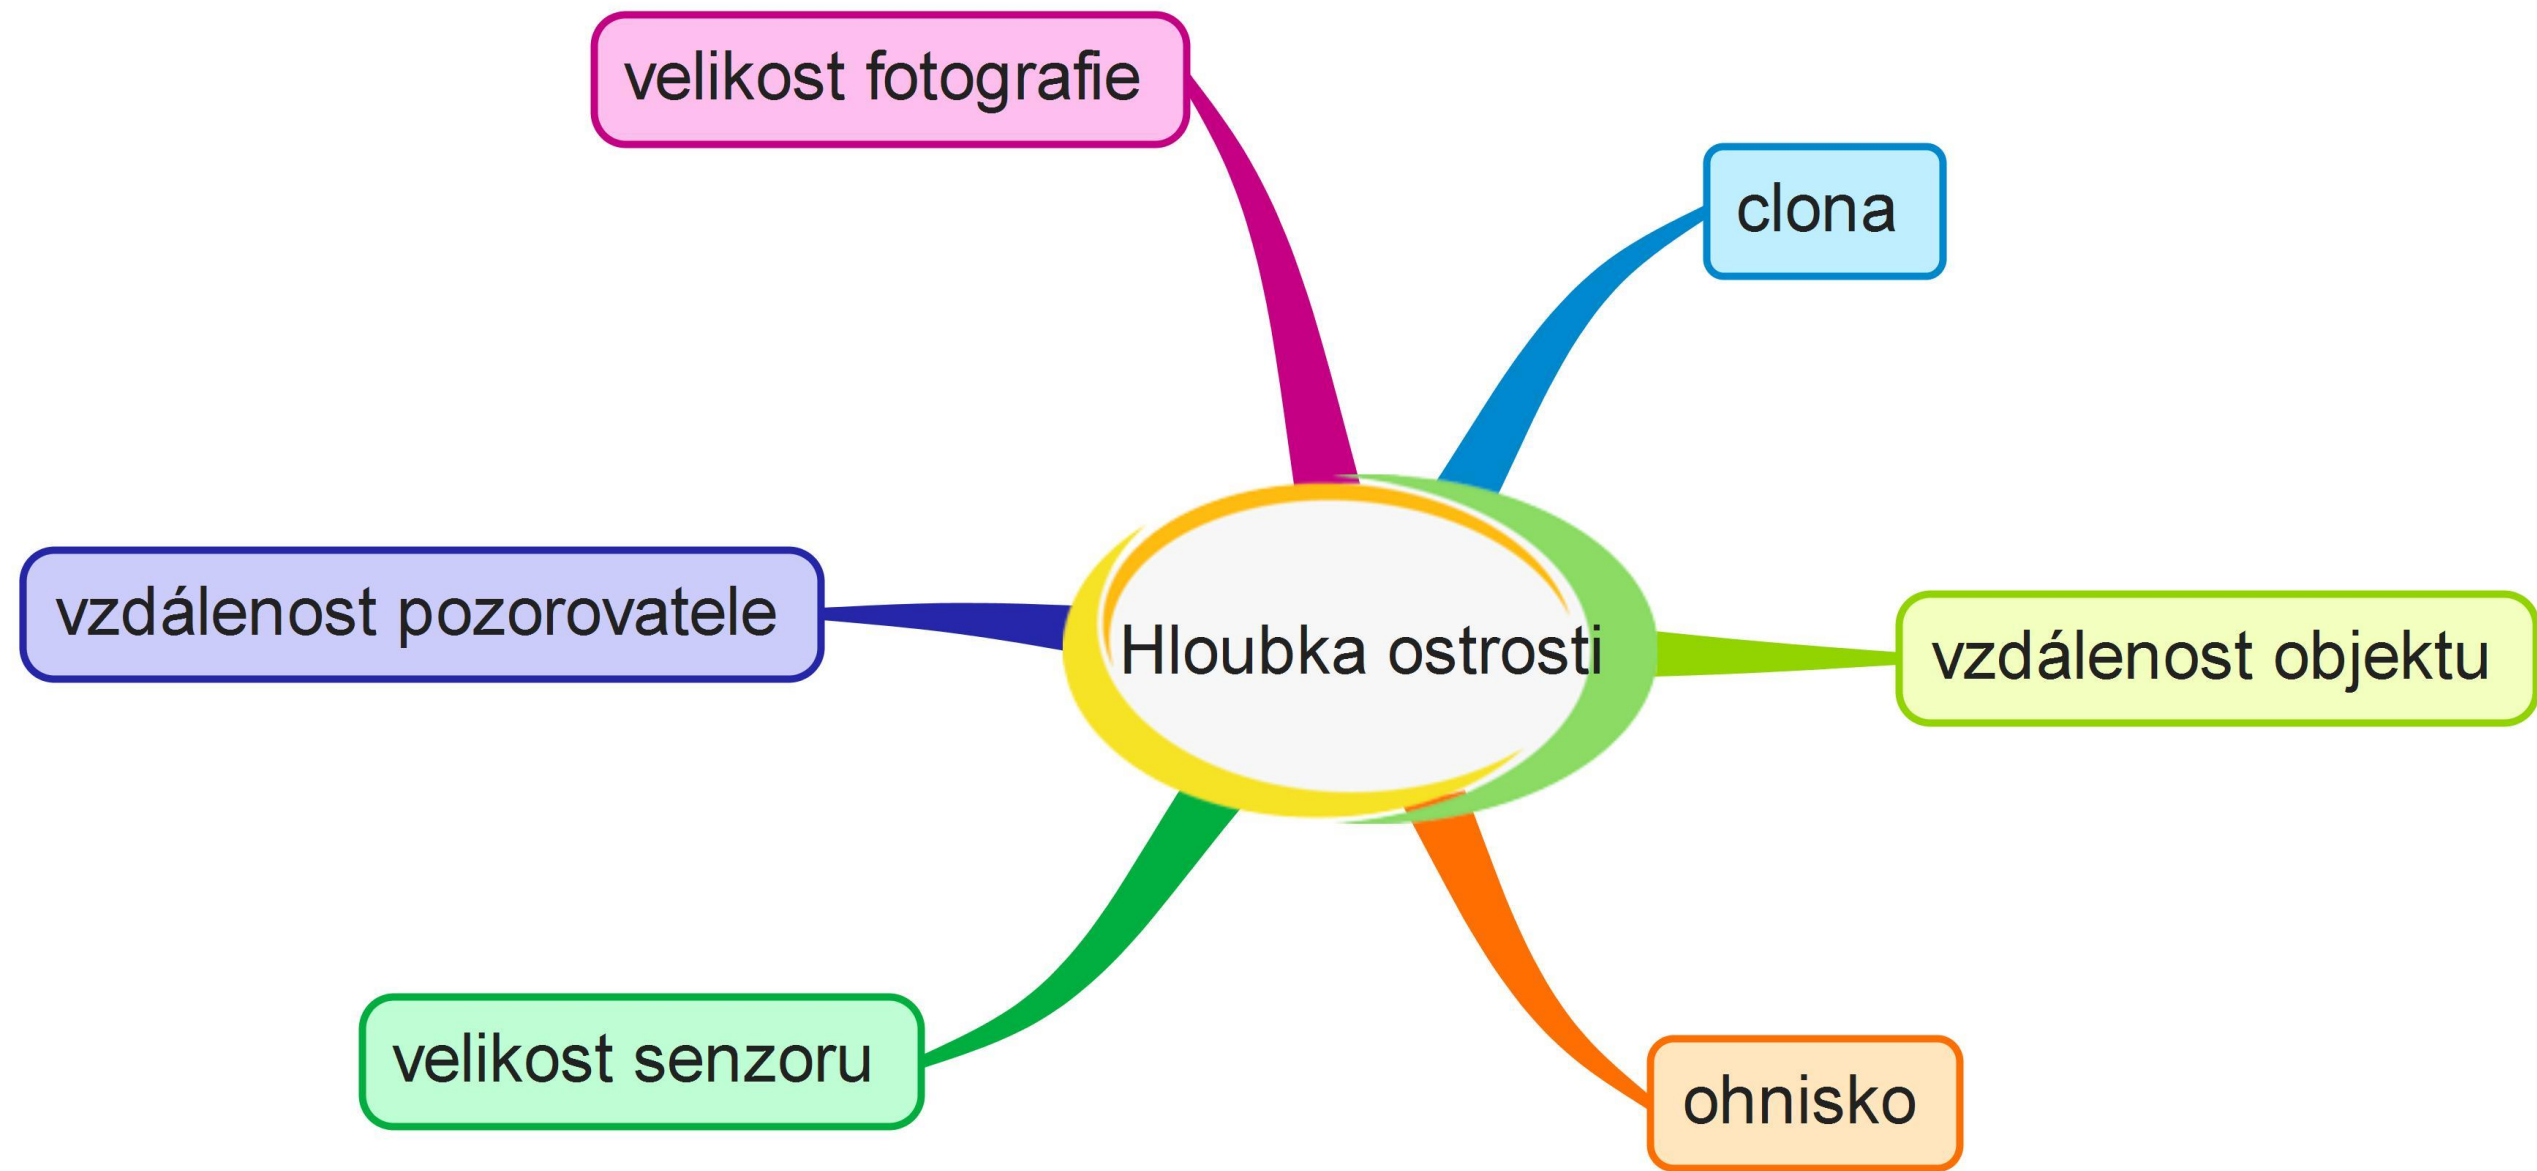 velikost fotografie
clona
vzdálenost pozorovatele
Hloubka ostrosti
vzdálenost objektu
velikost senzoru
ohnisko